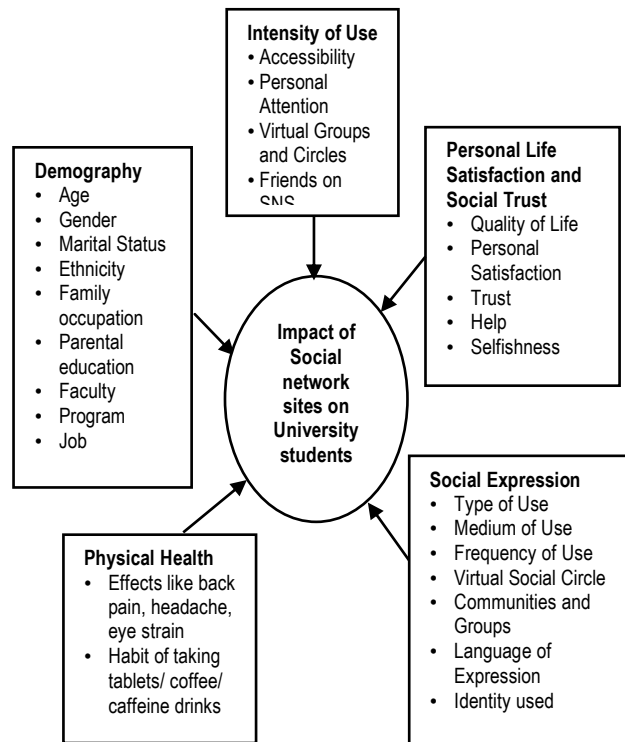 Intensity of Use
• Accessibility
• Personal
Attention
• Virtual Groups
and Circles
• Friends on
SNS
Demography
• Age
• Gender
• Marital Status
• Ethnicity
• Family
occupation
• Parental
education
• Faculty
• Program
• Job
Personal Life
Satisfaction and
Social Trust
• Quality of Life
• Personal
Satisfaction
• Trust
• Help
• Selfishness
Impact of
Social
network
sites on
University
students
Physical Health
• Effects like back
pain, headache,
eye strain
• Habit of taking
tablets/ coffee/
caffeine drinks
Social Expression
• Type of Use
• Medium of Use
• Frequency of Use
• Virtual Social Circle
• Communities and
Groups
• Language of
Expression
• Identity used